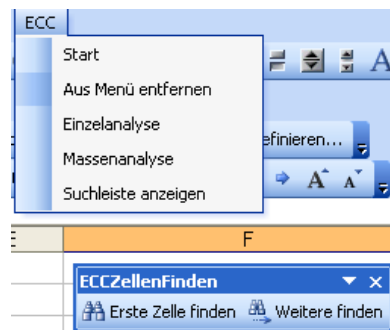 ECC
Start
Aus Menü entfernen
Einzelanalyse
Massenanalyse
Suchleiste anzeigen
efinieren...
A A
F
ECCZellenFinden
Erste Zelle finden Weitere finden